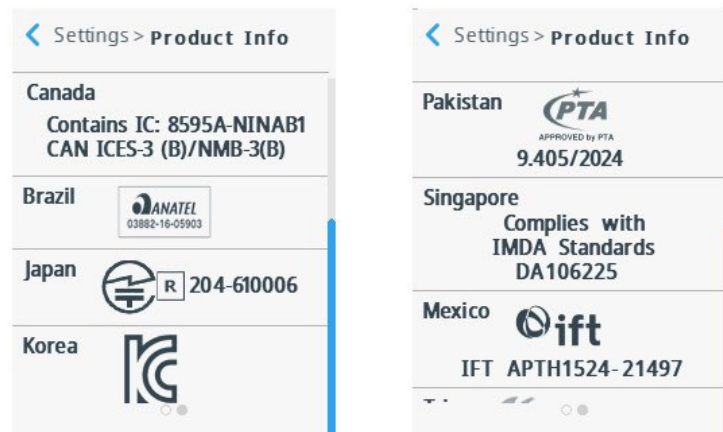 Settings > Product Info
Canada
Contains IC: 8595A-NINAB1
CAN ICES-3 (B)/NMB-3(B)
Brazil
ANATEL
03882-16-05903
Japan
R 204-610006
Korea
Settings > Product Info
Pakistan
PTA
APPROVED by PTA
9.405/2024
Singapore
Complies with
IMDA Standards
DA106225
Mexico
ift
IFT APTH1524-21497